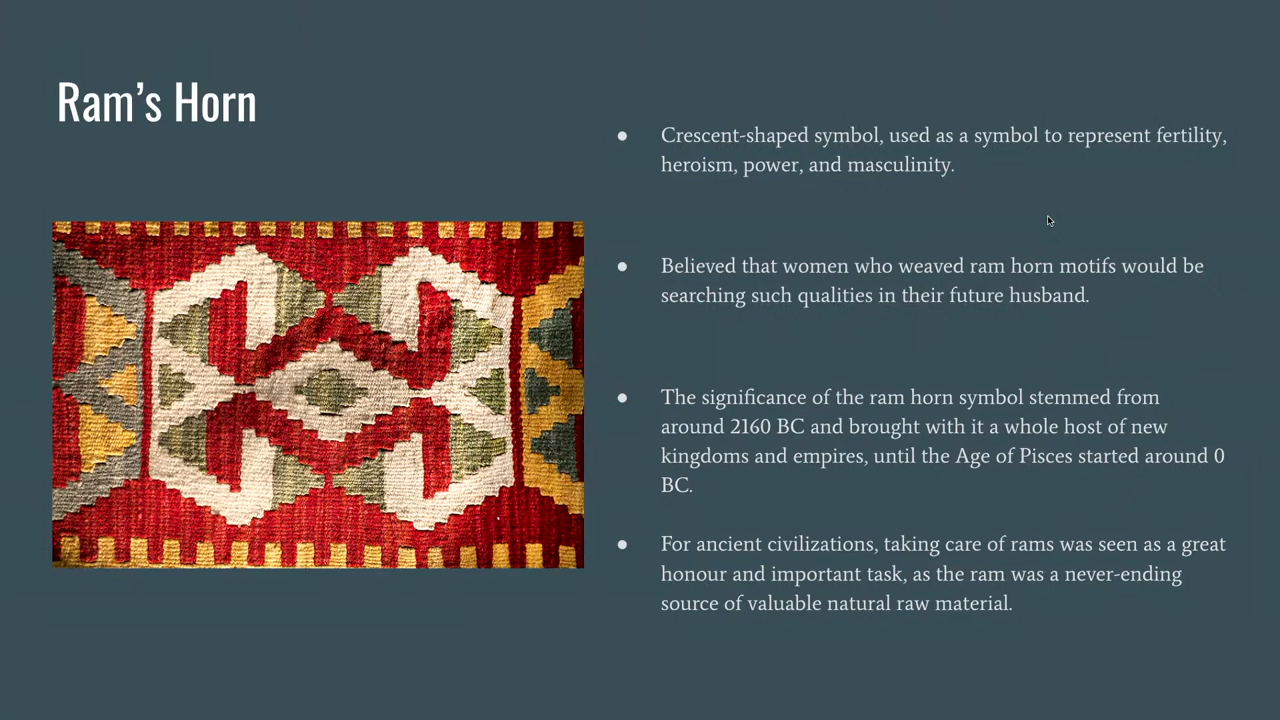 Ram’s Horn
● Crescent-shaped symbol, used as a symbol to represent fertility,
heroism, power, and masculinity.
● Believed that women who weaved ram horn motifs would be
searching such qualities in their future husband.
● The significance of the ram horn symbol stemmed from
around 2160 BC and brought with it a whole host of new
kingdoms and empires, until the Age of Pisces started around 0
BC.
● For ancient civilizations, taking care of rams was seen as a great
honour and important task, as the ram was a never-ending
source of valuable natural raw material.